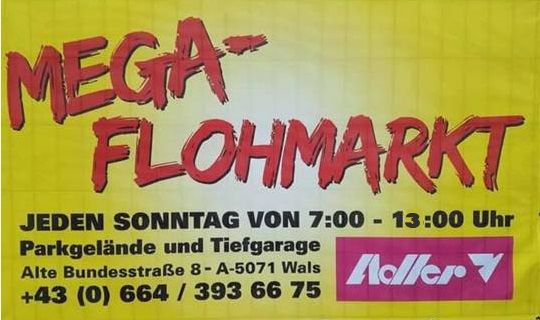 MEGA-
FLOHMARKT
JEDEN SONNTAG VON 7:00 - 13:00 Uhr
Parkgelände und Tiefgarage
Alte Bundesstraße 8 - A-5071 Wals
+43 (0) 664 / 393 66 75
Adler